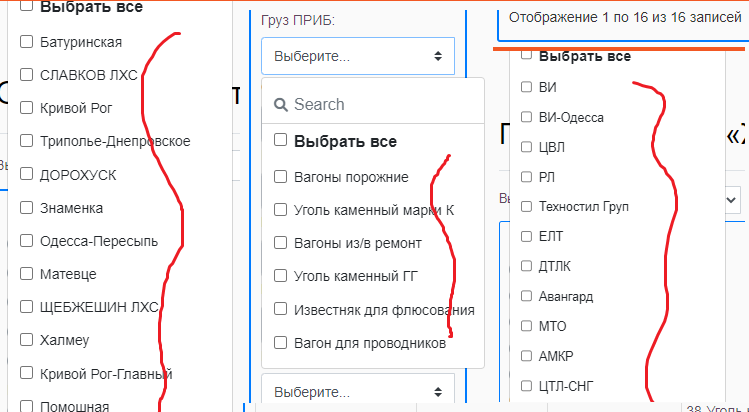 Выбрать все
Батуринская
СЛАВКОВ ЛХС
Кривой Рог
Триполье-Днепровское
ДОРОХУСК
Знаменка
Одесса-Пересыпь
Матевце
ЩЕБЖЕШИН ЛХС
Халмеу
Кривой Рог-Главный
Помошная
Груз ПРИБ:
Выберите...
Search
Выбрать все
Вагоны порожние
Уголь каменный марки К
Вагоны из/в ремонт
Уголь каменный ГГ
Известняк для флюсования
Вагон для проводников
Выберите...
Отображение 1 по 16 из 16 записей
Выбрать все
ВИ
ВИ-Одесса
ЦВЛ
РЛ
Техностил Груп
ЕЛТ
ДТЛК
Авангард
МТО
АМКР
ЦТЛ-СНГ
38 Уголь